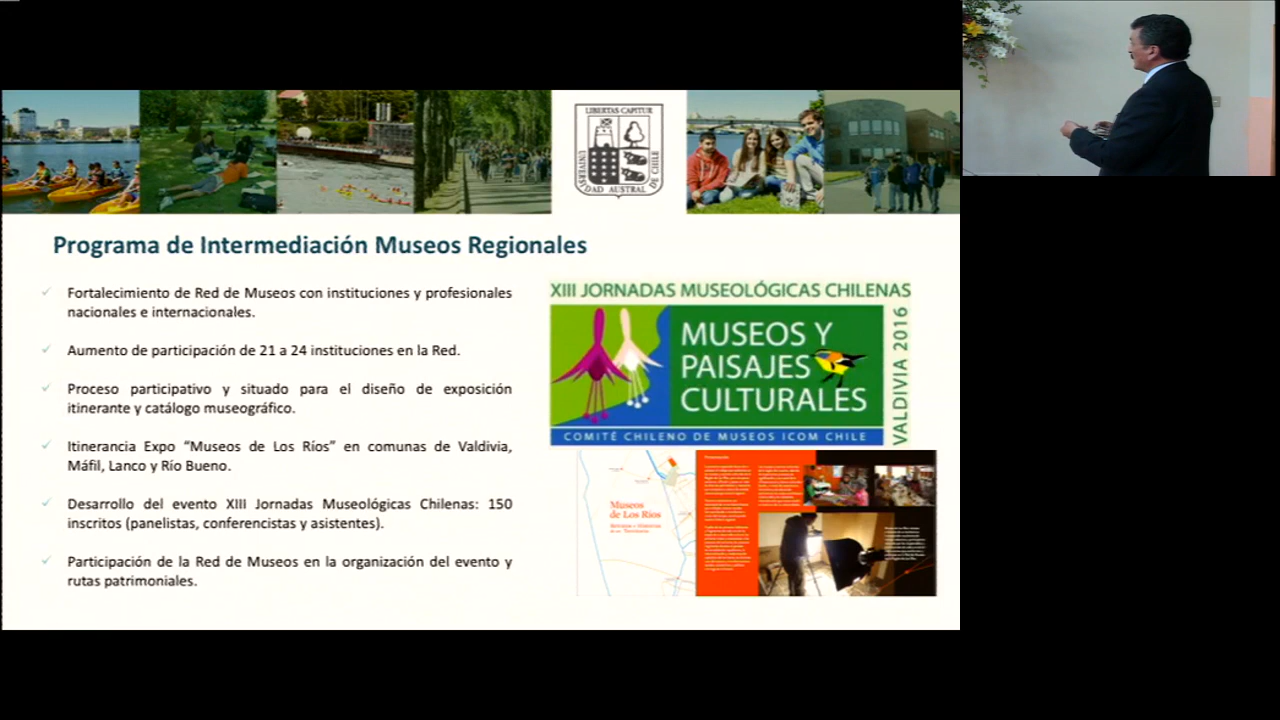 LIBERTAS CAPITUR
UNIVERSIDAD AUSTRAL DE CHILE
Programa de Intermediación Museos Regionales
Fortalecimiento de Red de Museos con instituciones y profesionales
nacionales e internacionales.
Aumento de participación de 21 a 24 instituciones en la Red.
Proceso participativo y situado para el diseño de exposición
itinerante y catálogo museográfico.
Itinerancia Expo “Museos de Los Ríos” en comunas de Valdivia,
Máfil, Lanco y Río Bueno.
Desarrollo del evento XIII Jornadas Museológicas Chilenas: 150
inscritos (panelistas, conferencistas y asistentes).
Participación de la Red de Museos en la organización del evento y
rutas patrimoniales.
XIII JORNADAS MUSEOLÓGICAS CHILENAS
MUSEOS Y
PAISAJES
CULTURALES
VALDIVIA 2016
COMITÉ CHILENO DE MUSEOS ICOM CHILE
Museos
de Los Ríos